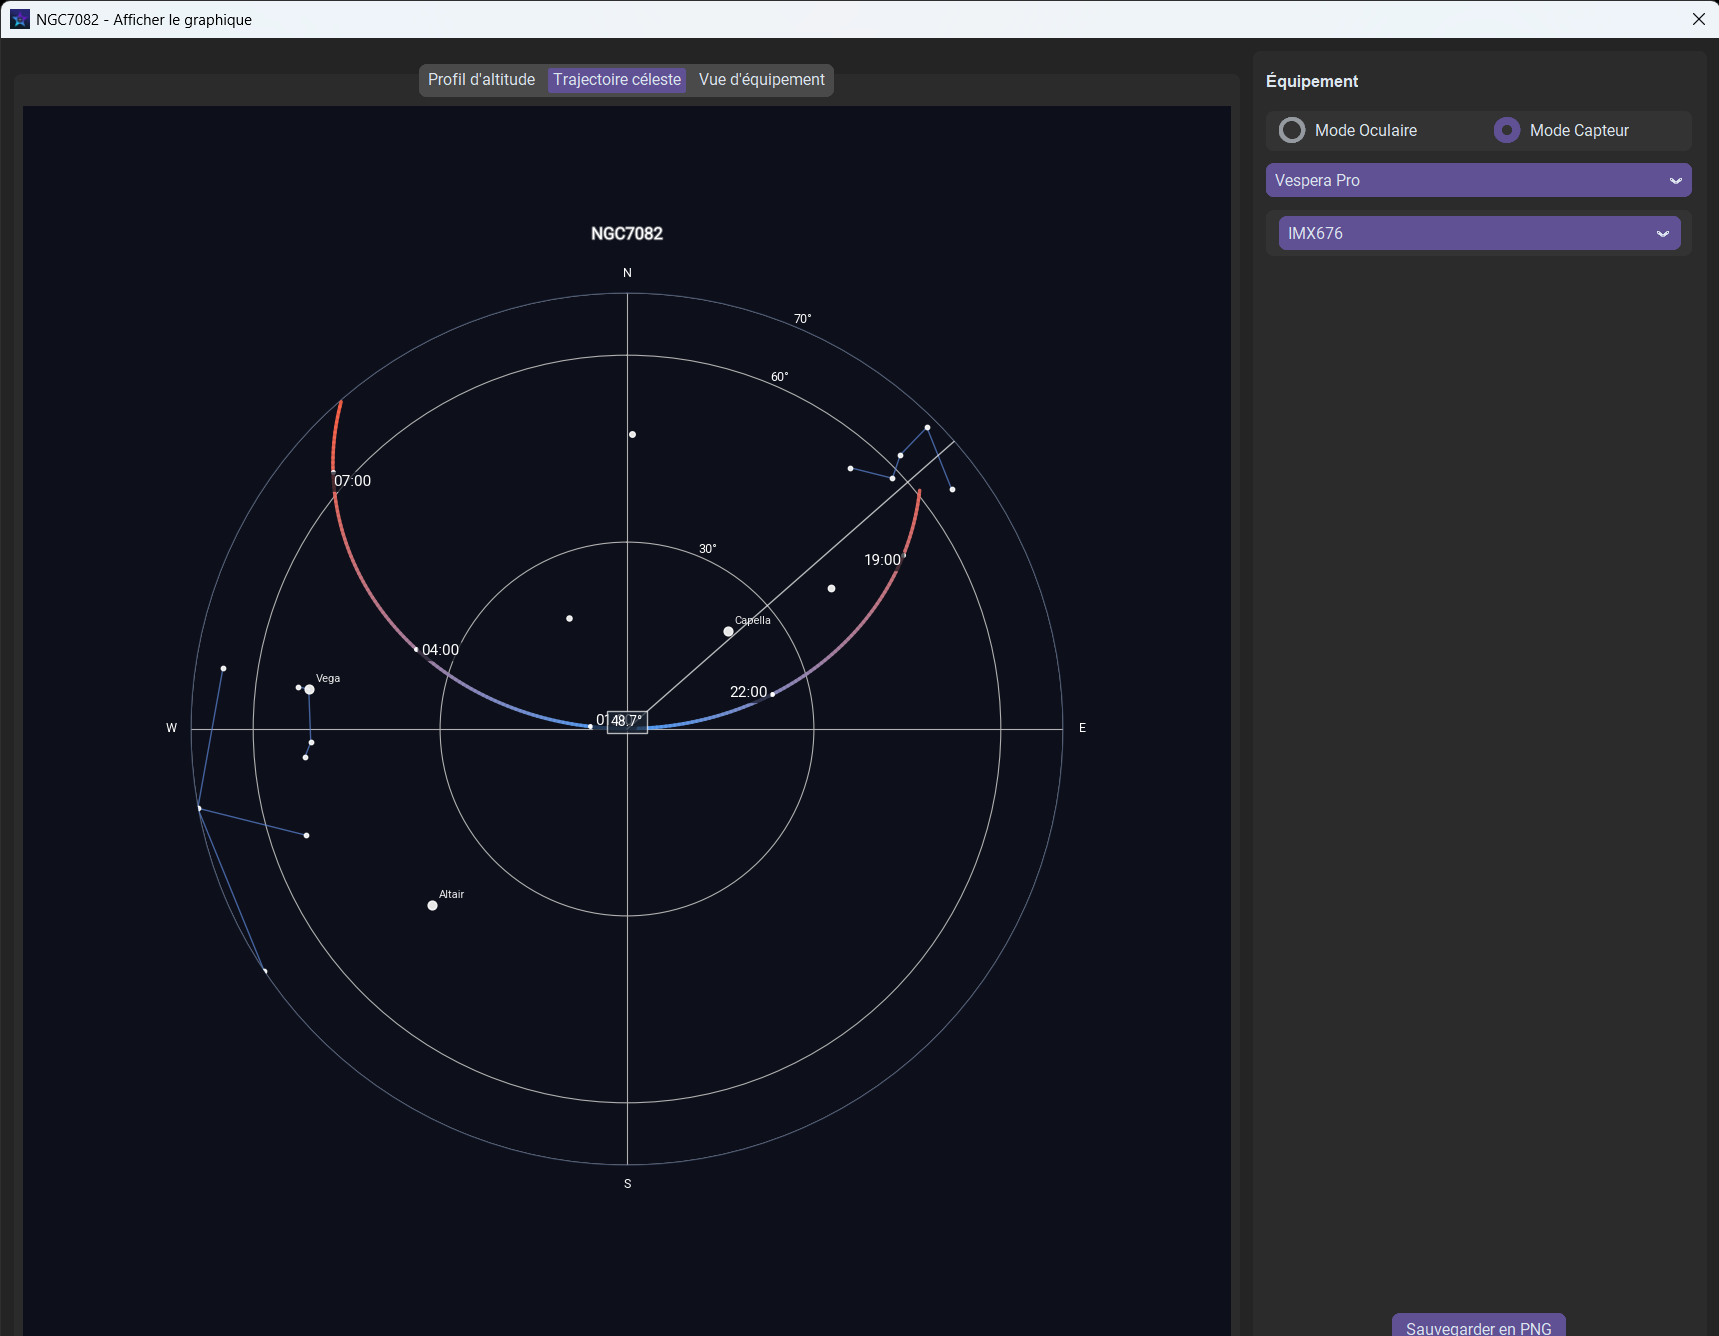 NGC7082 - Afficher le graphique
Profil d'altitude
Trajectoire céleste
Vue d'équipement
Équipement
Mode Oculaire
Mode Capteur
Vespera Pro
IMX676
NGC7082
N
70°
60°
30°
07:00
19:00
Capella
04:00
Vega
22:00
48.7°
W
E
Altair
S
Sauvegarder en PNG